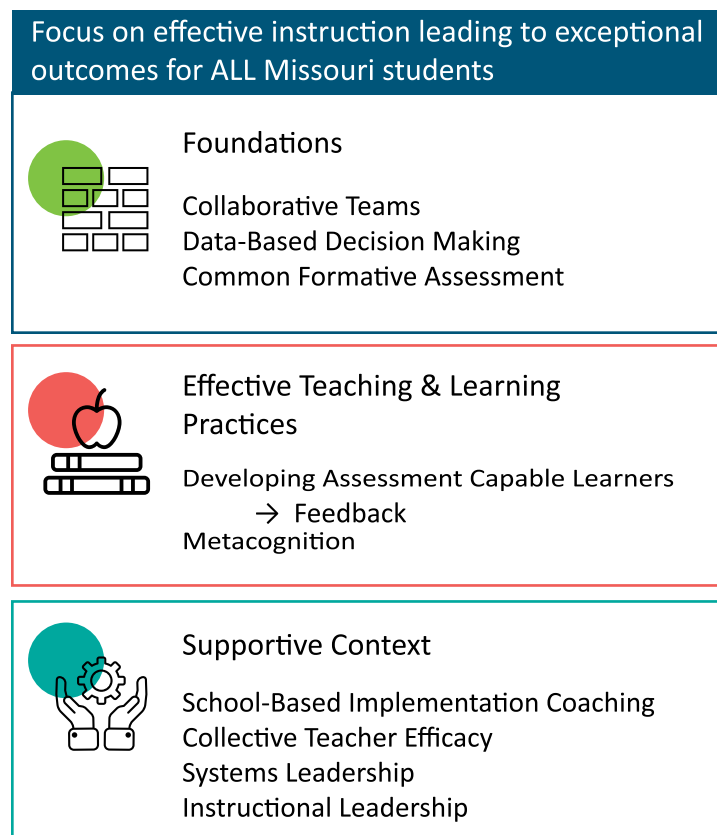 Focus on effective instruction leading to exceptional
outcomes for ALL Missouri students
Foundations
Collaborative Teams
Data-Based Decision Making
Common Formative Assessment
Effective Teaching & Learning
Practices
Developing Assessment Capable Learners
→ Feedback
Metacognition
Supportive Context
School-Based Implementation Coaching
Collective Teacher Efficacy
Systems Leadership
Instructional Leadership